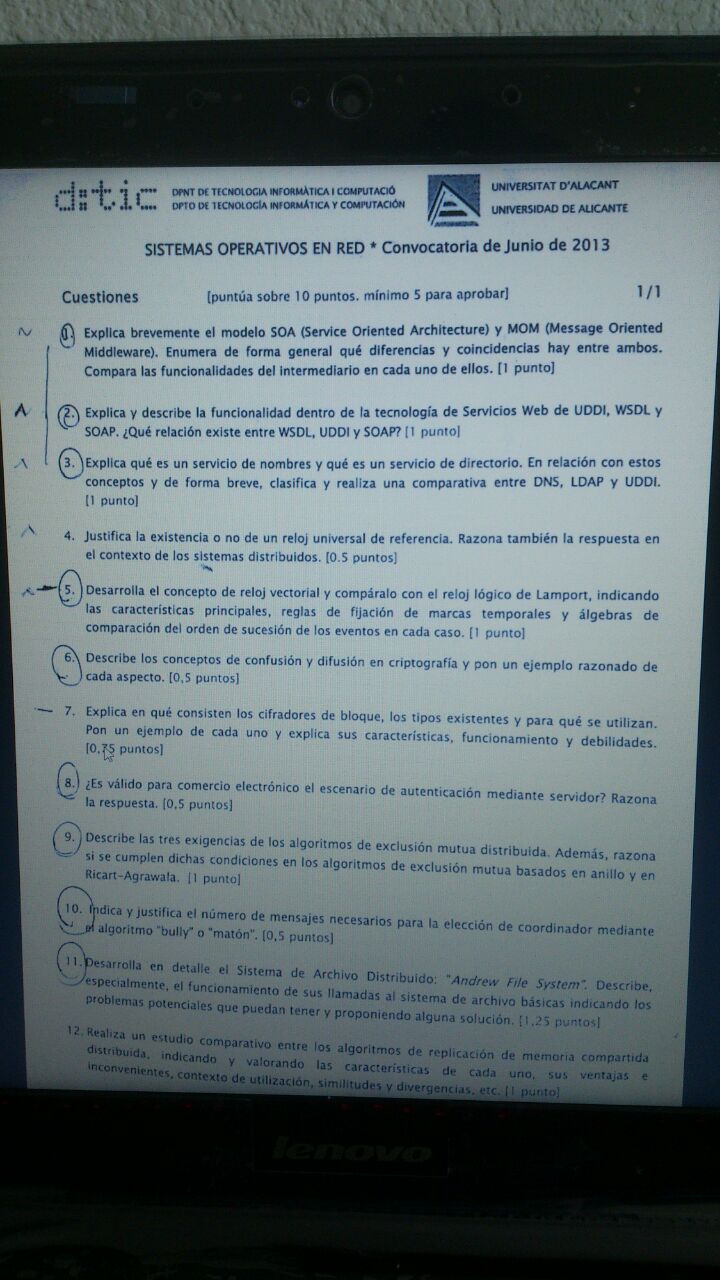 d:tic
DPNT DE TECNOLOGIA INFORMÀTICA I COMPUTACIÓ
DPTO DE TECNOLOGÍA INFORMÁTICA Y COMPUTACIÓN
UNIVERSITAT D'ALACANT
UNIVERSIDAD DE ALICANTE
SISTEMAS OPERATIVOS EN RED * Convocatoria de Junio de 2013
Cuestiones [puntúa sobre 10 puntos. mínimo 5 para aprobar] 1/1
1. Explica brevemente el modelo SOA (Service Oriented Architecture) y MOM (Message Oriented
Middleware). Enumera de forma general qué diferencias y coincidencias hay entre ambos.
Compara las funcionalidades del intermediario en cada uno de ellos. [1 punto]
2. Explica y describe la funcionalidad dentro de la tecnología de Servicios Web de UDDI, WSDL y
SOAP. ¿Qué relación existe entre WSDL, UDDI y SOAP? [1 punto]
3. Explica qué es un servicio de nombres y qué es un servicio de directorio. En relación con estos
conceptos y de forma breve, clasifica y realiza una comparativa entre DNS, LDAP y UDDI.
[1 punto]
4. Justifica la existencia o no de un reloj universal de referencia. Razona también la respuesta en
el contexto de los sistemas distribuidos. [0.5 puntos]
5. Desarrolla el concepto de reloj vectorial y compáralo con el reloj lógico de Lamport, indicando
las características principales, reglas de fijación de marcas temporales y álgebras de
comparación del orden de sucesión de los eventos en cada caso. [1 punto]
6. Describe los conceptos de confusión y difusión en criptografía y pon un ejemplo razonado de
cada aspecto. [0,5 puntos]
7. Explica en qué consisten los cifradores de bloque, los tipos existentes y para qué se utilizan.
Pon un ejemplo de cada uno y explica sus características, funcionamiento y debilidades.
[0,75 puntos]
8. ¿Es válido para comercio electrónico el escenario de autenticación mediante servidor? Razona
la respuesta. [0,5 puntos]
9. Describe las tres exigencias de los algoritmos de exclusión mutua distribuida. Además, razona
si se cumplen dichas condiciones en los algoritmos de exclusión mutua basados en anillo y en
Ricart-Agrawala. [1 punto]
10. Indica y justifica el número de mensajes necesarios para la elección de coordinador mediante
el algoritmo "bully" o "matón". [0,5 puntos]
11. Desarrolla en detalle el Sistema de Archivo Distribuido: "Andrew File System". Describe,
especialmente, el funcionamiento de sus llamadas al sistema de archivo básicas indicando los
problemas potenciales que puedan tener y proponiendo alguna solución. [1,25 puntos]
12. Realiza un estudio comparativo entre los algoritmos de replicación de memoria compartida
distribuida, indicando y valorando las características de cada uno, sus ventajas e
inconvenientes, contexto de utilización, similitudes y divergencias, etc. [1 punto]
lenovo